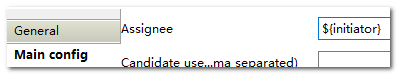 General
Main config
Assignee ${initiator}
Candidate use...ma separated)